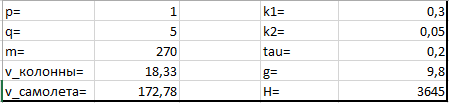 p= 1 k1= 0,3
q= 5 k2= 0,05
m= 270 tau= 0,2
v_колонны= 18,33 g= 9,8
v_самолета= 172,78 H= 3645